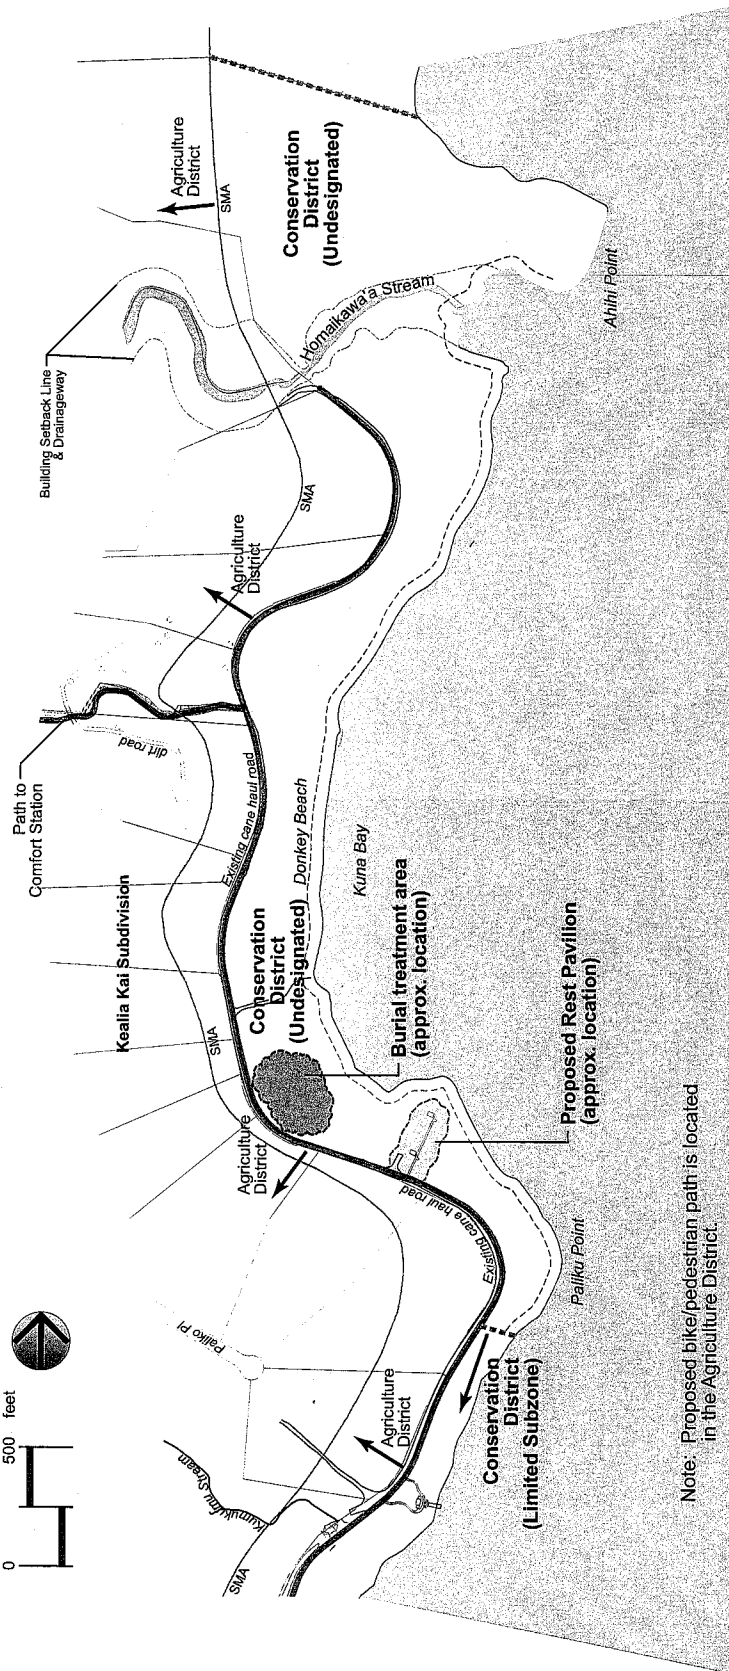 Agriculture
District
SMA
Conservation
District
(Undesignated)
Building Setback Line
& Drainageway
Homaikawa'a Stream
Ahihi Point
SMA
Agriculture
District
Path to
Comfort Station
dirt road
Existing cane haul road
Donkey Beach
Kuna Bay
Kealia Kai Subdivision
SMA
Conservation
District
(Undesignated)
Burial treatment area
(approx. location)
Proposed Rest Pavilion
(approx. location)
Agriculture
District
Existing cane haul road
Paliku Point
Paliko Pl
Conservation
District
(Limited Subzone)
Agriculture
District
Kumukumu Stream
SMA
0
500
feet
Note: Proposed bike/pedestrian path is located
in the Agriculture District.